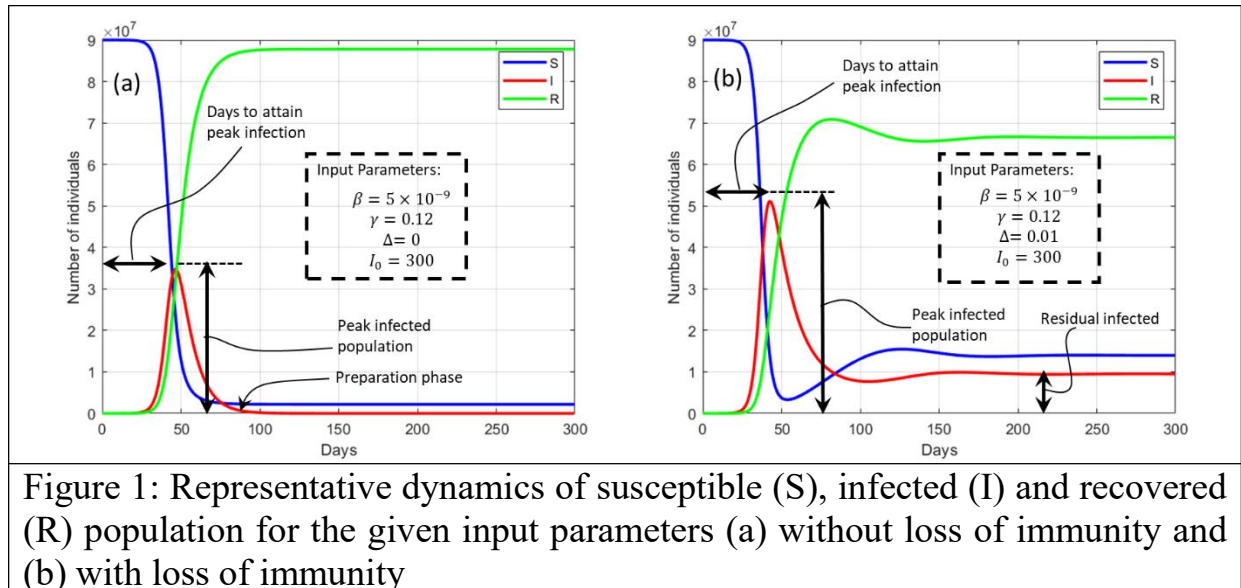 ×10⁷
9
8
7
6
5
4
3
2
1
0
Number of individuals
(a)
Days to attain
peak infection
S
I
R
Input Parameters:
β = 5 × 10⁻⁹
γ = 0.12
Δ= 0
I₀ = 300
Peak infected
population
Preparation phase
0 50 100 150 200 250 300
Days
×10⁷
9
8
7
6
5
4
3
2
1
0
Number of individuals
(b)
Days to attain
peak infection
S
I
R
Input Parameters:
β = 5 × 10⁻⁹
γ = 0.12
Δ= 0.01
I₀ = 300
Peak infected
population
Residual infected
0 50 100 150 200 250 300
Days
Figure 1: Representative dynamics of susceptible (S), infected (I) and recovered
(R) population for the given input parameters (a) without loss of immunity and
(b) with loss of immunity